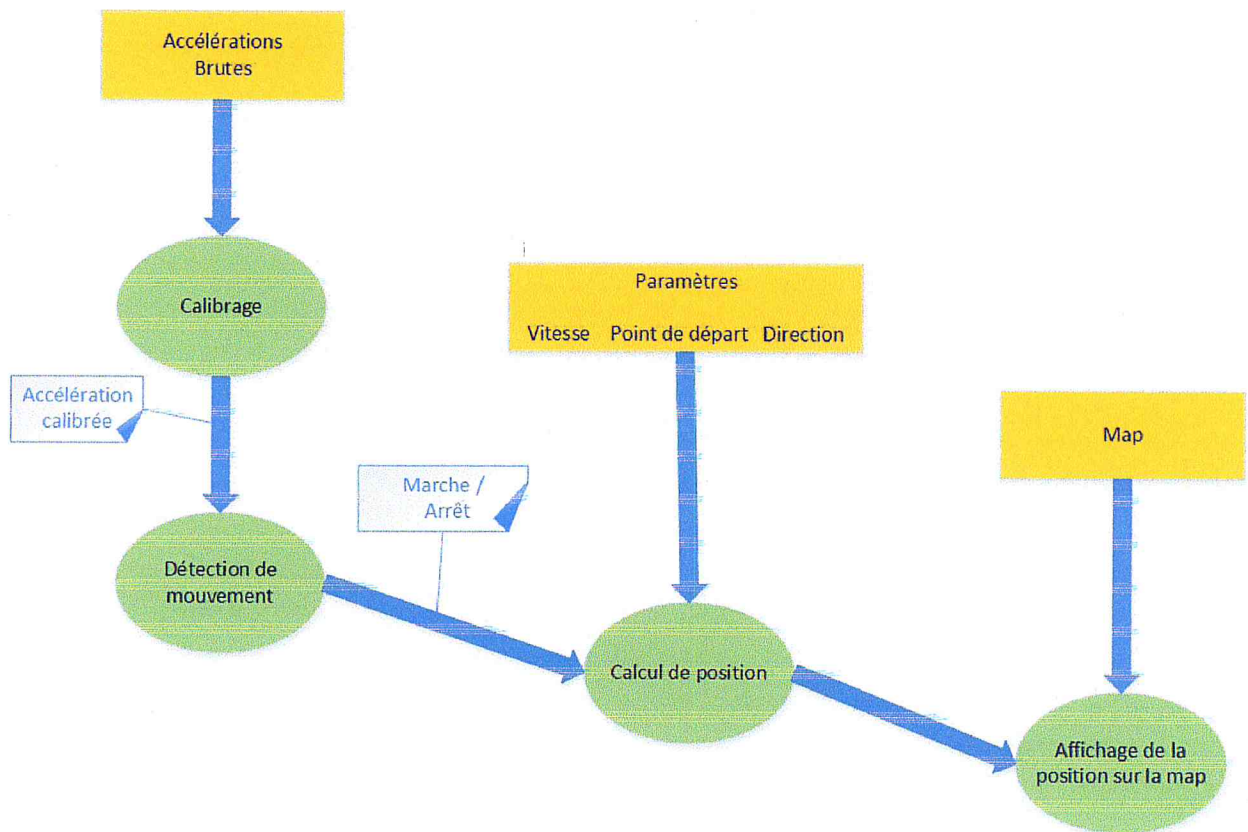 Accélérations
Brutes
Calibrage
Paramètres
Vitesse Point de départ Direction
Accélération
calibrée
Map
Marche /
Arrêt
Détection de
mouvement
Calcul de position
Affichage de la
position sur la map